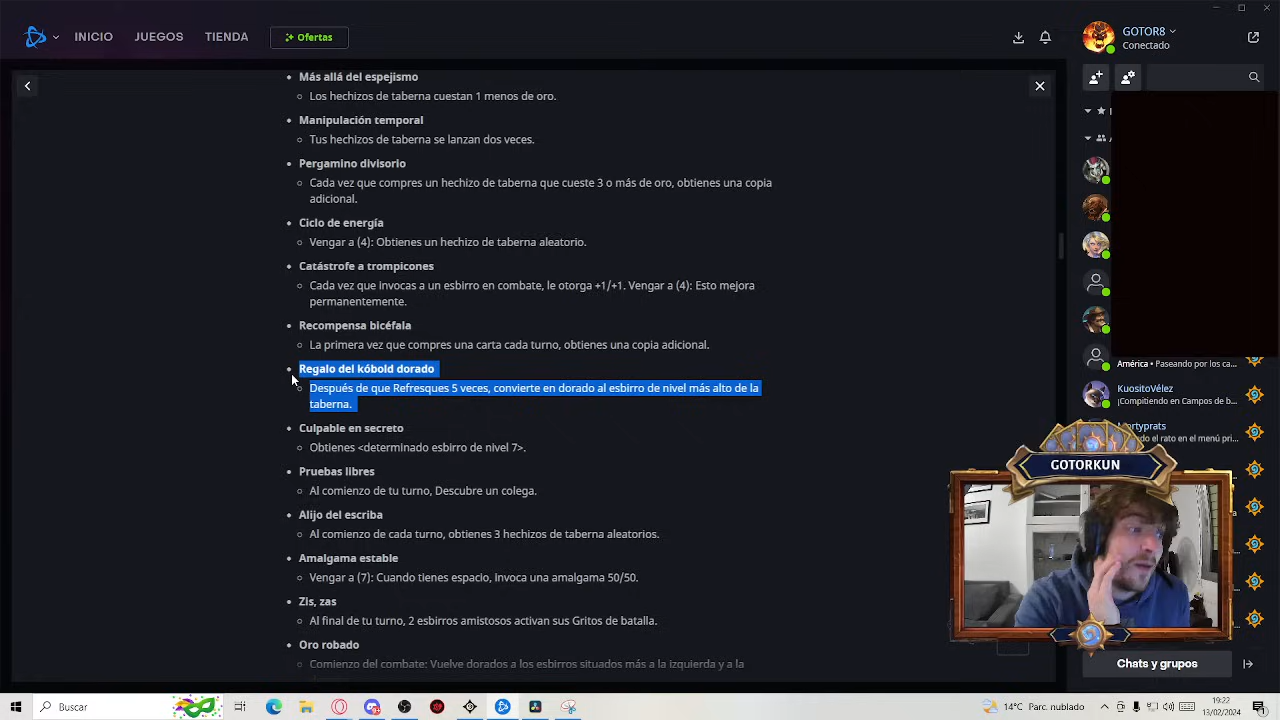 INICIO JUEGOS TIENDA Ofertas
GOTOR8
Conectado
Más allá del espejismo
Los hechizos de taberna cuestan 1 menos de oro.
Manipulación temporal
Tus hechizos de taberna se lanzan dos veces.
Pergamino divisorio
Cada vez que compres un hechizo de taberna que cueste 3 o más de oro, obtienes una copia
adicional.
Ciclo de energía
Vengar a (4): Obtienes un hechizo de taberna aleatorio.
Catástrofe a trompicones
Cada vez que invocas a un esbirro en combate, le otorga +1/+1. Vengar a (4): Esto mejora
permanentemente.
Recompensa bicéfala
La primera vez que compres una carta cada turno, obtienes una copia adicional.
Regalo del kóbold dorado
Después de que Refresques 5 veces, convierte en dorado al esbirro de nivel más alto de la
taberna.
Culpable en secreto
Obtienes <determinado esbirro de nivel 7>.
Pruebas libres
Al comienzo de tu turno, Descubre un colega.
Alijo del escriba
Al comienzo de cada turno, obtienes 3 hechizos de taberna aleatorios.
Amalgama estable
Vengar a (7): Cuando tienes espacio, invoca una amalgama 50/50.
Zis, zas
Al final de tu turno, 2 esbirros amistosos activan sus Gritos de batalla.
Oro robado
Comienzo del combate: Vuelve dorados a los esbirros situados más a la izquierda y a la
América • Paseando por los ca...
KuositoVélez
¡Compitiendo en Campos de b...
Mortyprats
el rato en el menú pri...
GOTORKUN
Chats y grupos
Buscar
14°C Parc. nublado
19:22
13/02/2024